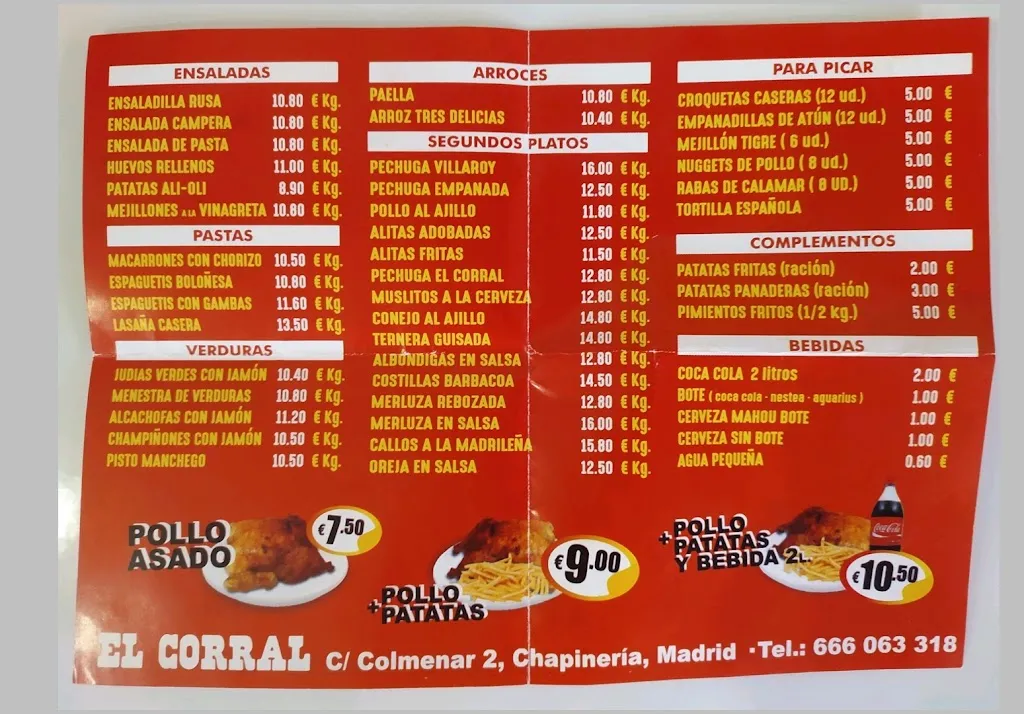 ENSALADAS
ENSALADILLA RUSA 10.80 € Kg.
ENSALADA CAMPERA 10.80 € Kg.
ENSALADA DE PASTA 10.80 € Kg.
HUEVOS RELLENOS 11.00 € Kg.
PATATAS ALI-OLI 8.90 € Kg.
MEJILLONES A LA VINAGRETA 10.80 € Kg.
PASTAS
MACARRONES CON CHORIZO 10.50 € Kg.
ESPAGUETIS BOLOÑESA 10.80 € Kg.
ESPAGUETIS CON GAMBAS 11.60 € Kg.
LASAÑA CASERA 13.50 € Kg.
VERDURAS
JUDIAS VERDES CON JAMÓN 10.40 € Kg.
MENESTRA DE VERDURAS 10.80 € Kg.
ALCACHOFAS CON JAMÓN 11.20 € Kg.
CHAMPIÑONES CON JAMÓN 10.50 € Kg.
PISTO MANCHEGO 10.50 € Kg.
ARROCES
PAELLA 10.80 € Kg.
ARROZ TRES DELICIAS 10.40 € Kg.
SEGUNDOS PLATOS
PECHUGA VILLAROY 16.00 € Kg.
PECHUGA EMPANADA 12.50 € Kg.
POLLO AL AJILLO 11.80 € Kg.
ALITAS ADOBADAS 12.50 € Kg.
ALITAS FRITAS 11.50 € Kg.
PECHUGA EL CORRAL 12.80 € Kg.
MUSLITOS A LA CERVEZA 12.80 € Kg.
CONEJO AL AJILLO 14.80 € Kg.
TERNERA GUISADA 14.80 € Kg.
ALBONDIGAS EN SALSA 12.80 € Kg.
COSTILLAS BARBACOA 14.50 € Kg.
MERLUZA REBOZADA 12.80 € Kg.
MERLUZA EN SALSA 16.00 € Kg.
CALLOS A LA MADRILEÑA 15.80 € Kg.
OREJA EN SALSA 12.50 € Kg.
PARA PICAR
CROQUETAS CASERAS (12 ud.) 5.00 €
EMPANADILLAS DE ATÚN (12 ud.) 5.00 €
MEJILLÓN TIGRE ( 6 ud.) 5.00 €
NUGGETS DE POLLO ( 8 ud.) 5.00 €
RABAS DE CALAMAR ( 8 UD.) 5.00 €
TORTILLA ESPAÑOLA 5.00 €
COMPLEMENTOS
PATATAS FRITAS (ración) 2.00 €
PATATAS PANADERAS (ración) 3.00 €
PIMIENTOS FRITOS (1/2 kg.) 5.00 €
BEBIDAS
COCA COLA 2 litros 2.00 €
BOTE ( coca cola - nestea - aquarius ) 1.00 €
CERVEZA MAHOU BOTE 1.00 €
CERVEZA SIN BOTE 1.00 €
AGUA PEQUEÑA 0.60 €
POLLO
ASADO
€7.50
POLLO
+PATATAS
€9.00
POLLO
+PATATAS
Y BEBIDA 2L.
Coca-Cola
€10.50
EL CORRAL C/ Colmenar 2, Chapinería, Madrid ·Tel.: 666 063 318